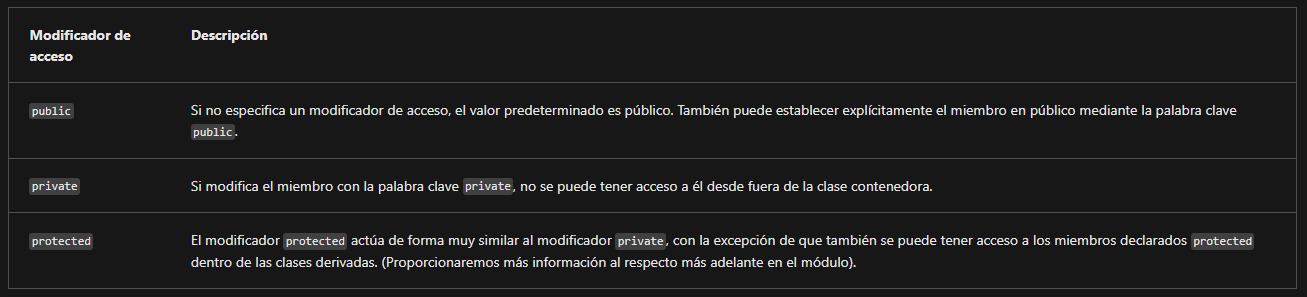 Modificador de
acceso
Descripción
public
Si no especifica un modificador de acceso, el valor predeterminado es público. También puede establecer explícitamente el miembro en público mediante la palabra clave
public.
private
Si modifica el miembro con la palabra clave private, no se puede tener acceso a él desde fuera de la clase contenedora.
protected
El modificador protected actúa de forma muy similar al modificador private, con la excepción de que también se puede tener acceso a los miembros declarados protected
dentro de las clases derivadas. (Proporcionaremos más información al respecto más adelante en el módulo).